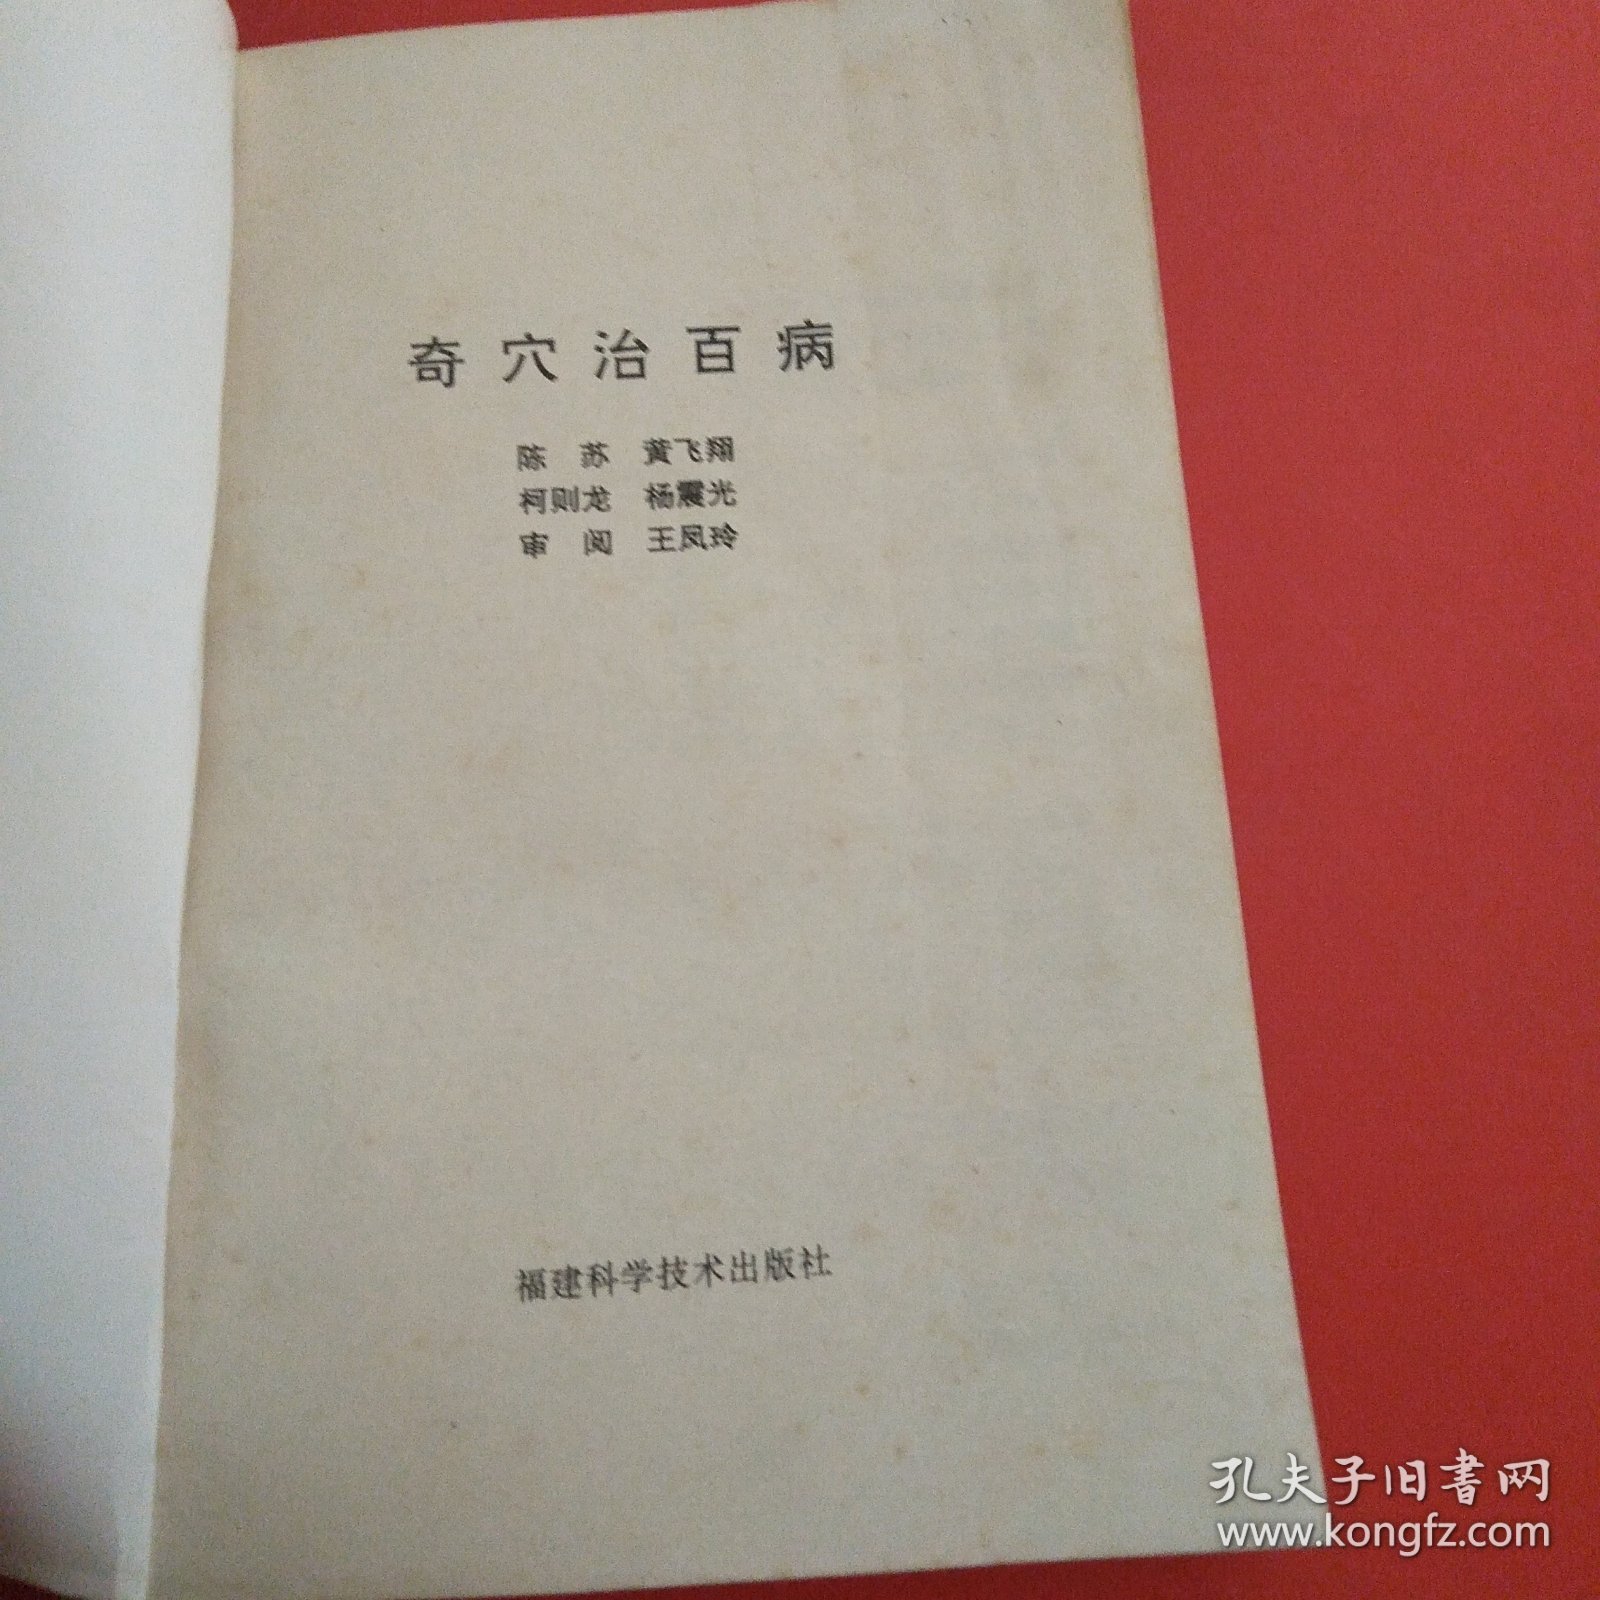 奇穴治百病
陈 苏 黄飞翔
柯则龙 杨震光
审 阅 王凤玲
福建科学技术出版社
孔夫子旧书网
www.kongfz.com